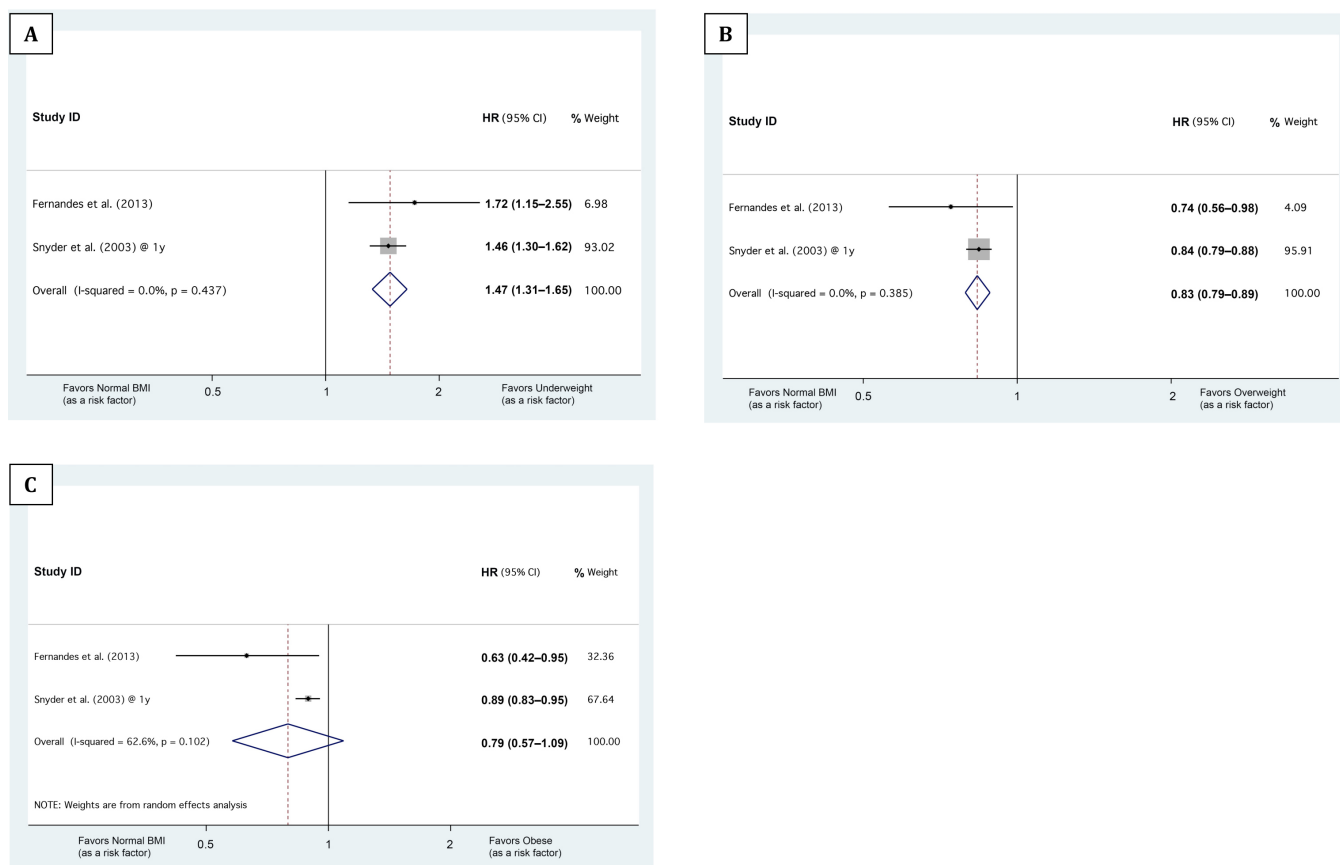 A
Study ID HR (95% CI) % Weight
Fernandes et al. (2013) 1.72 (1.15–2.55) 6.98
Snyder et al. (2003) @ 1y 1.46 (1.30–1.62) 93.02
Overall (I-squared = 0.0%, p = 0.437) 1.47 (1.31–1.65) 100.00
Favors Normal BMI 0.5 1 2 Favors Underweight
(as a risk factor) (as a risk factor)
B
Study ID HR (95% CI) % Weight
Fernandes et al. (2013) 0.74 (0.56–0.98) 4.09
Snyder et al. (2003) @ 1y 0.84 (0.79–0.88) 95.91
Overall (I-squared = 0.0%, p = 0.385) 0.83 (0.79–0.89) 100.00
Favors Normal BMI 0.5 1 2 Favors Overweight
(as a risk factor) (as a risk factor)
C
Study ID HR (95% CI) % Weight
Fernandes et al. (2013) 0.63 (0.42–0.95) 32.36
Snyder et al. (2003) @ 1y 0.89 (0.83–0.95) 67.64
Overall (I-squared = 62.6%, p = 0.102) 0.79 (0.57–1.09) 100.00
NOTE: Weights are from random effects analysis
Favors Normal BMI 0.5 1 2 Favors Obese
(as a risk factor) (as a risk factor)